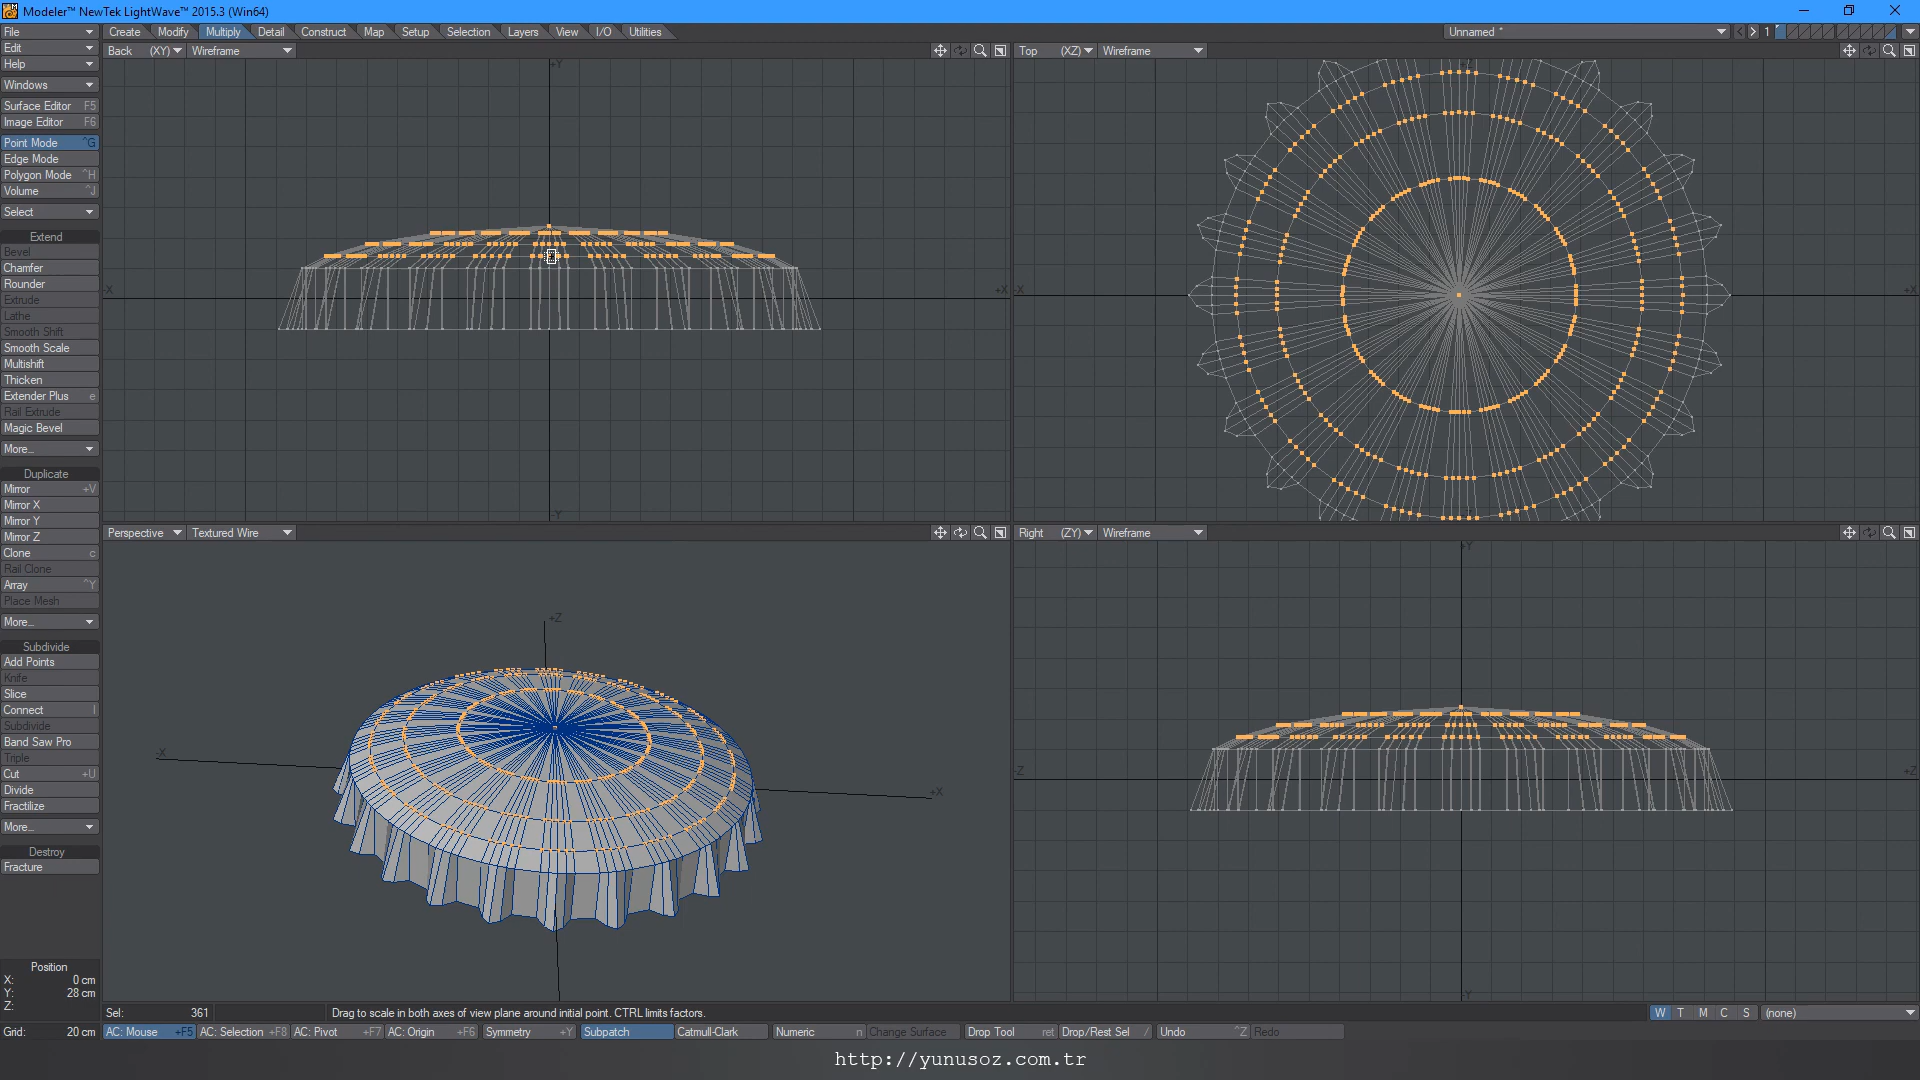 Modeler™ NewTek LightWave™ 2015.3 (Win64)
File Create Modify Multiply Detail Construct Map Setup Selection Layers View I/O Utilities Unnamed * 1
Edit Back (XY) Wireframe Top (XZ) Wireframe
Help
Windows
Surface Editor F5
Image Editor F6
Point Mode ^G
Edge Mode
Polygon Mode ^H
Volume ^J
Select
Extend
Bevel
Chamfer
Rounder
Extrude
Lathe
Smooth Shift
Smooth Scale
Multishift
Thicken
Extender Plus e
Rail Extrude
Magic Bevel
More...
Duplicate
Mirror +V
Mirror X
Mirror Y
Mirror Z
Clone c
Rail Clone
Array ^Y
Place Mesh
More...
Subdivide
Add Points
Knife
Slice
Connect l
Subdivide
Band Saw Pro
Triple
Cut +U
Divide
Fractilize
More...
Destroy
Fracture
+Y
-X +X
-Y
-X +X
Perspective Textured Wire Right (ZY) Wireframe
+Z
-X
+X
+Y
-Z +Z
-Y
Position
X: 0 cm
Y: 28 cm
Z:
Sel: 361 Drag to scale in both axes of view plane around initial point. CTRL limits factors. W T M C S (none)
Grid: 20 cm AC: Mouse +F5 AC: Selection +F8 AC: Pivot +F7 AC: Origin +F6 Symmetry +Y Subpatch Catmull-Clark Numeric n Change Surface Drop Tool ret Drop/Rest Sel / Undo ^Z Redo
http://yunusoz.com.tr